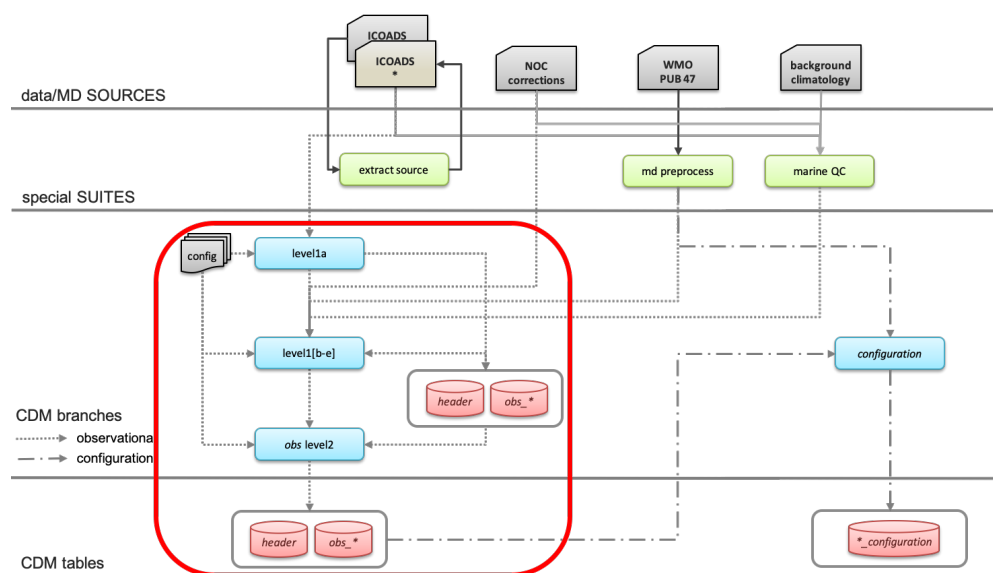 ICOADS
ICOADS
*
NOC
corrections
WMO
PUB 47
background
climatology
data/MD SOURCES
extract source
md preprocess
marine QC
special SUITES
config
level1a
level1[b-e]
configuration
header
obs_*
CDM branches
observationa
configuration
obs level2
header
obs_*
*_configuration
CDM tables